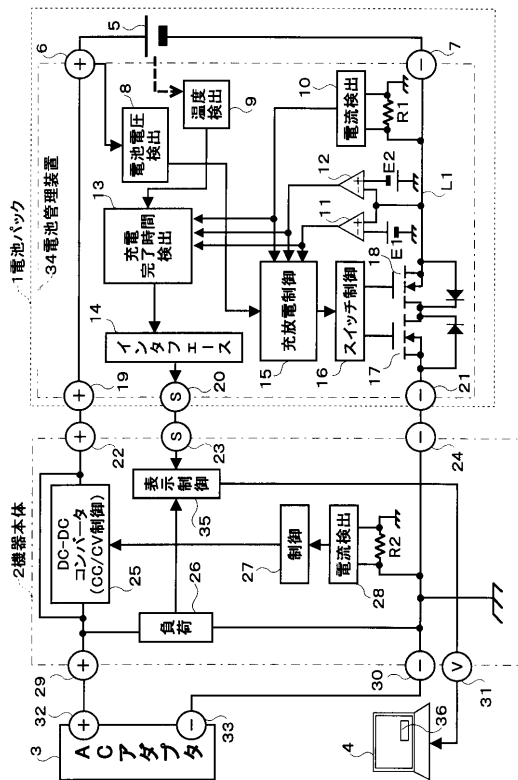 1電池パック
34電池管理装置
2機器本体
5
6
7
8
電池電圧
検出
温度
検出
9
10
電流検出
R1
12
11
E2
E1
L1
13
充電
完了時間
検出
14
インタフェース
充放電制御
15
スイッチ制御
16
17
18
19
20
21
S
S
22
23
24
DC-DC
コンバータ
(CC/CV制御)
25
表示制御
35
負荷
26
制御
27
電流検出
28
R2
29
30
31
V
32
33
3
ACアダプタ
4
36